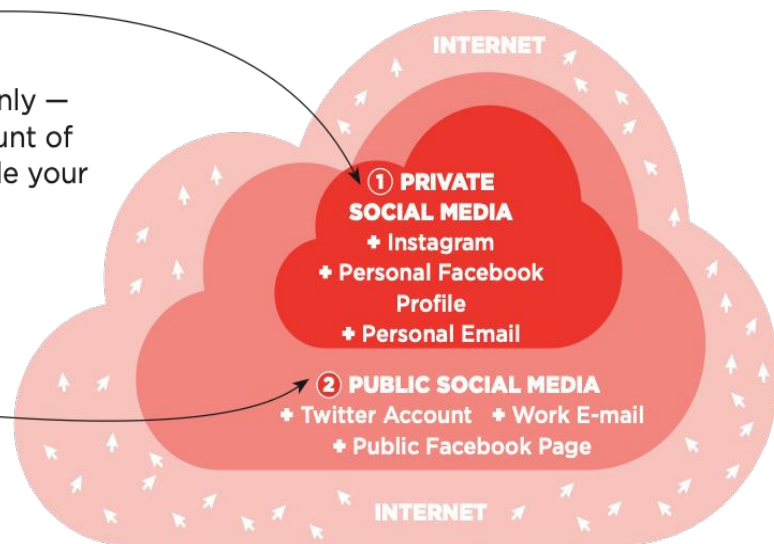 INTERNET
nly —
unt of
le your
① PRIVATE
SOCIAL MEDIA
+ Instagram
+ Personal Facebook
Profile
+ Personal Email
② PUBLIC SOCIAL MEDIA
+ Twitter Account + Work E-mail
+ Public Facebook Page
INTERNET